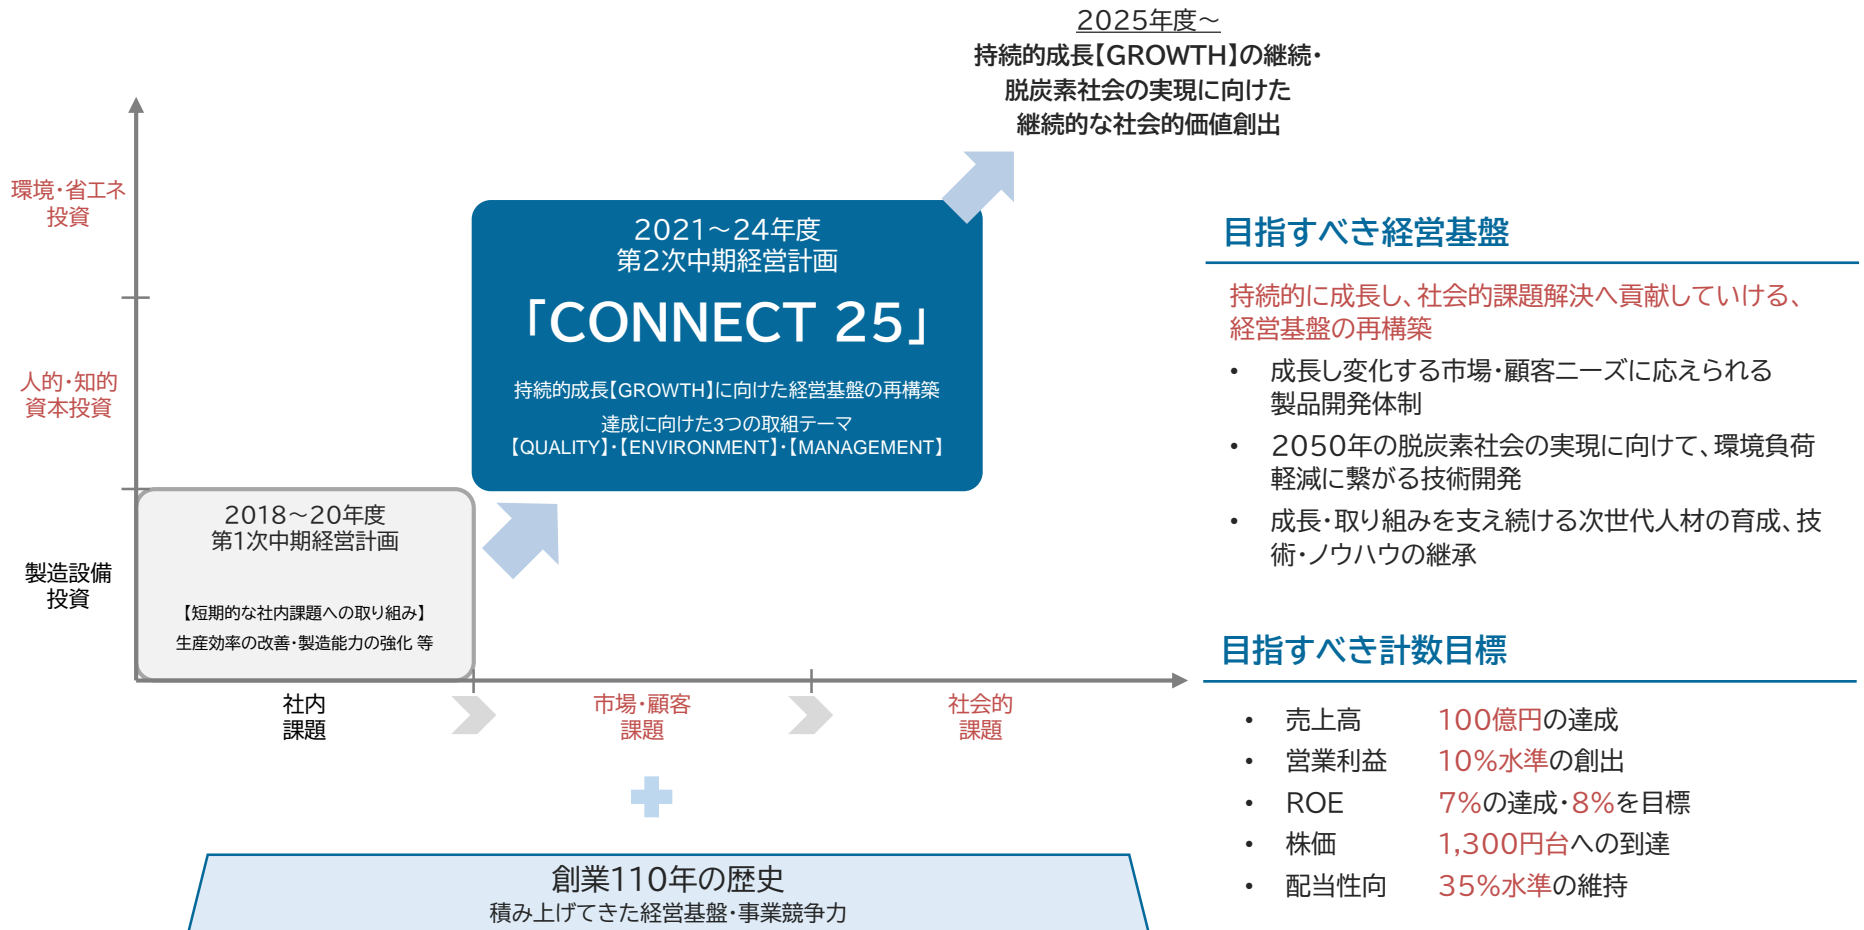 2025年度～
持続的成長【GROWTH】の継続・
脱炭素社会の実現に向けた
継続的な社会的価値創出
環境・省エネ
投資
人的・知的
資本投資
製造設備
投資
2021～24年度
第2次中期経営計画
「CONNECT 25」
持続的成長【GROWTH】に向けた経営基盤の再構築
達成に向けた3つの取組テーマ
【QUALITY】・【ENVIRONMENT】・【MANAGEMENT】
2018～20年度
第1次中期経営計画
【短期的な社内課題への取り組み】
生産効率の改善・製造能力の強化 等
社内
課題
市場・顧客
課題
社会的
課題
創業110年の歴史
積み上げてきた経営基盤・事業競争力
目指すべき経営基盤
持続的に成長し、社会的課題解決へ貢献していける、
経営基盤の再構築
• 成長し変化する市場・顧客ニーズに応えられる
製品開発体制
• 2050年の脱炭素社会の実現に向けて、環境負荷
軽減に繋がる技術開発
• 成長・取り組みを支え続ける次世代人材の育成、技
術・ノウハウの継承
目指すべき計数目標
• 売上高 100億円の達成
• 営業利益 10%水準の創出
• ROE 7%の達成・8%を目標
• 株価 1,300円台への到達
• 配当性向 35%水準の維持